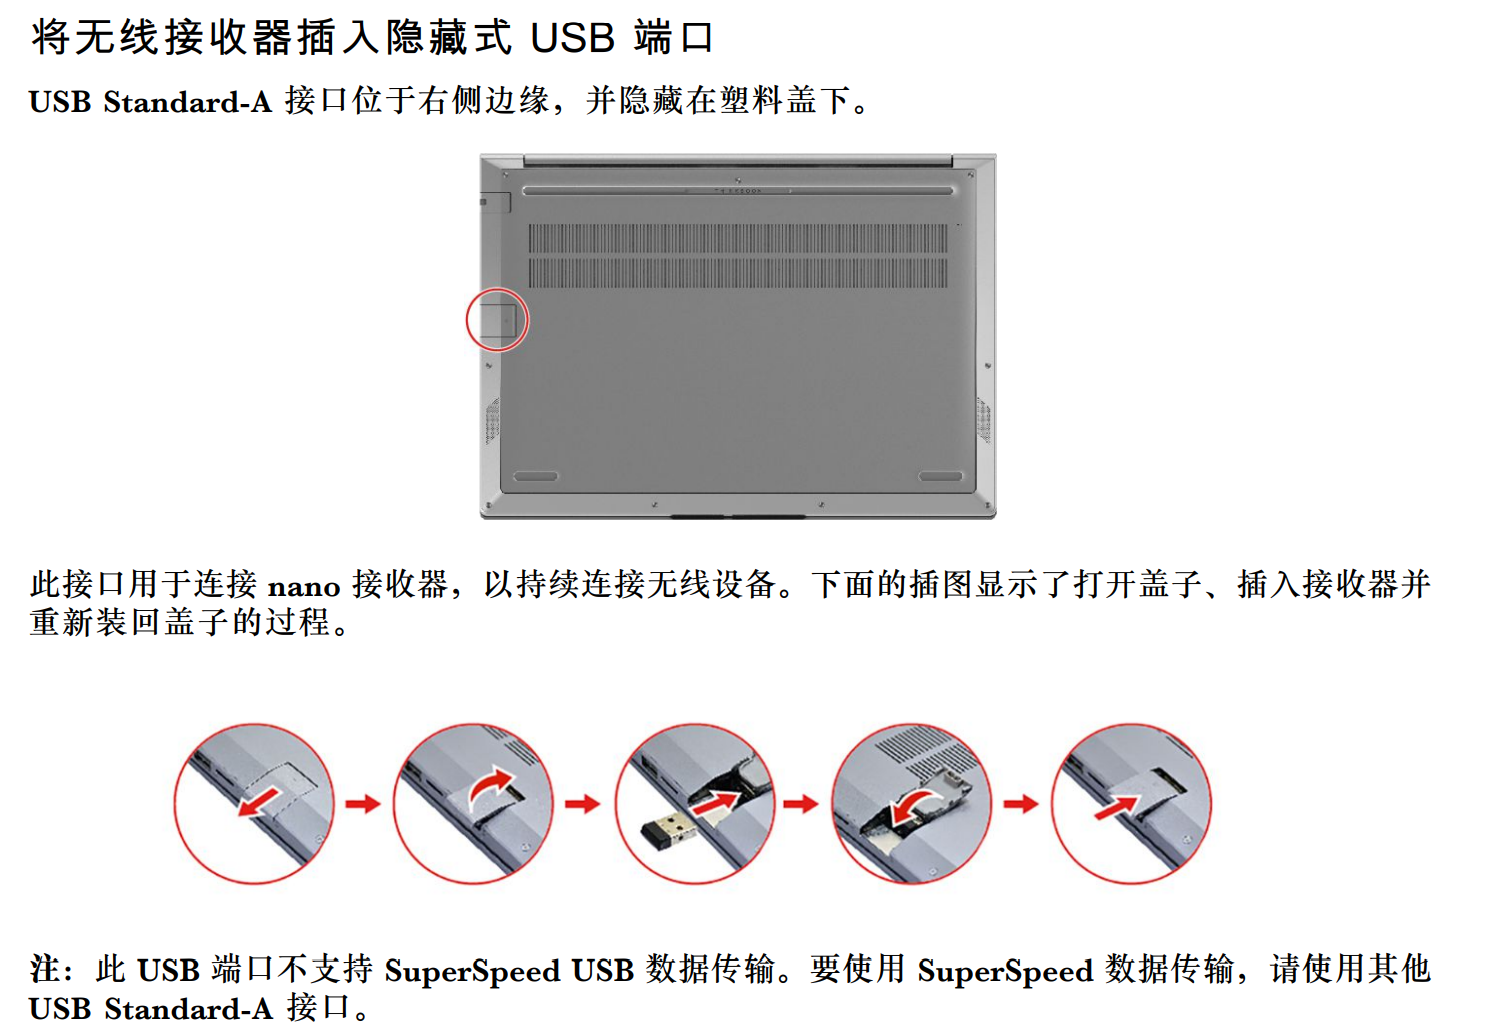 将无线接收器插入隐藏式 USB 端口
USB Standard-A 接口位于右侧边缘，并隐藏在塑料盖下。
THINKBOOK
此接口用于连接 nano 接收器，以持续连接无线设备。下面的插图显示了打开盖子、插入接收器并
重新装回盖子的过程。
注：此 USB 端口不支持 SuperSpeed USB 数据传输。要使用 SuperSpeed 数据传输，请使用其他
USB Standard-A 接口。